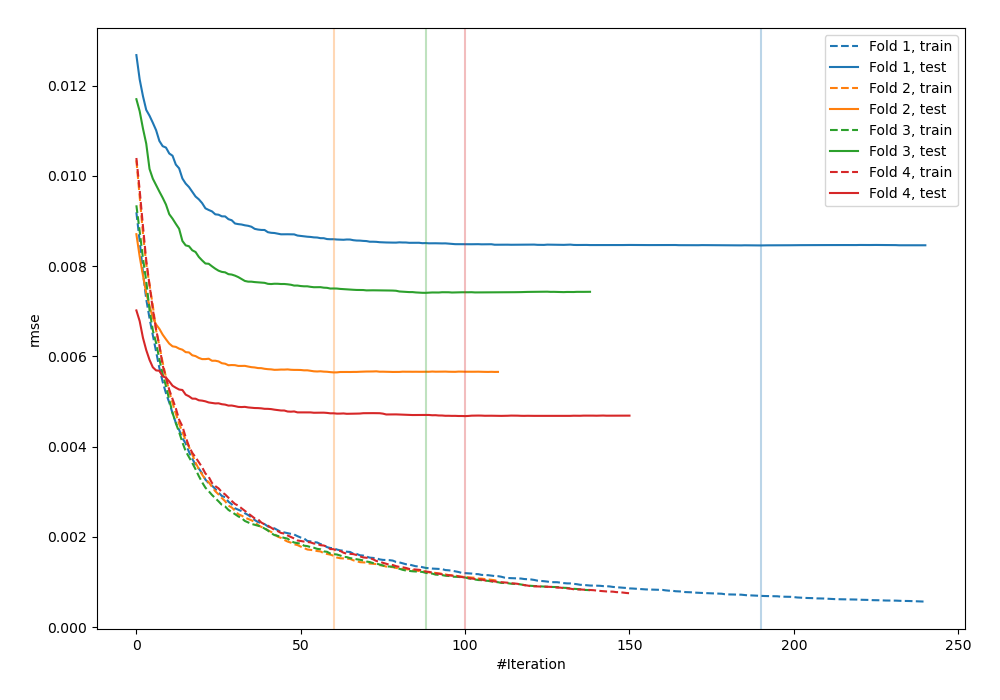 Fold 1, train
Fold 1, test
Fold 2, train
Fold 2, test
Fold 3, train
Fold 3, test
Fold 4, train
Fold 4, test
0.012
0.010
0.008
0.006
0.004
0.002
0.000
rmse
0 50 100 150 200 250
#Iteration